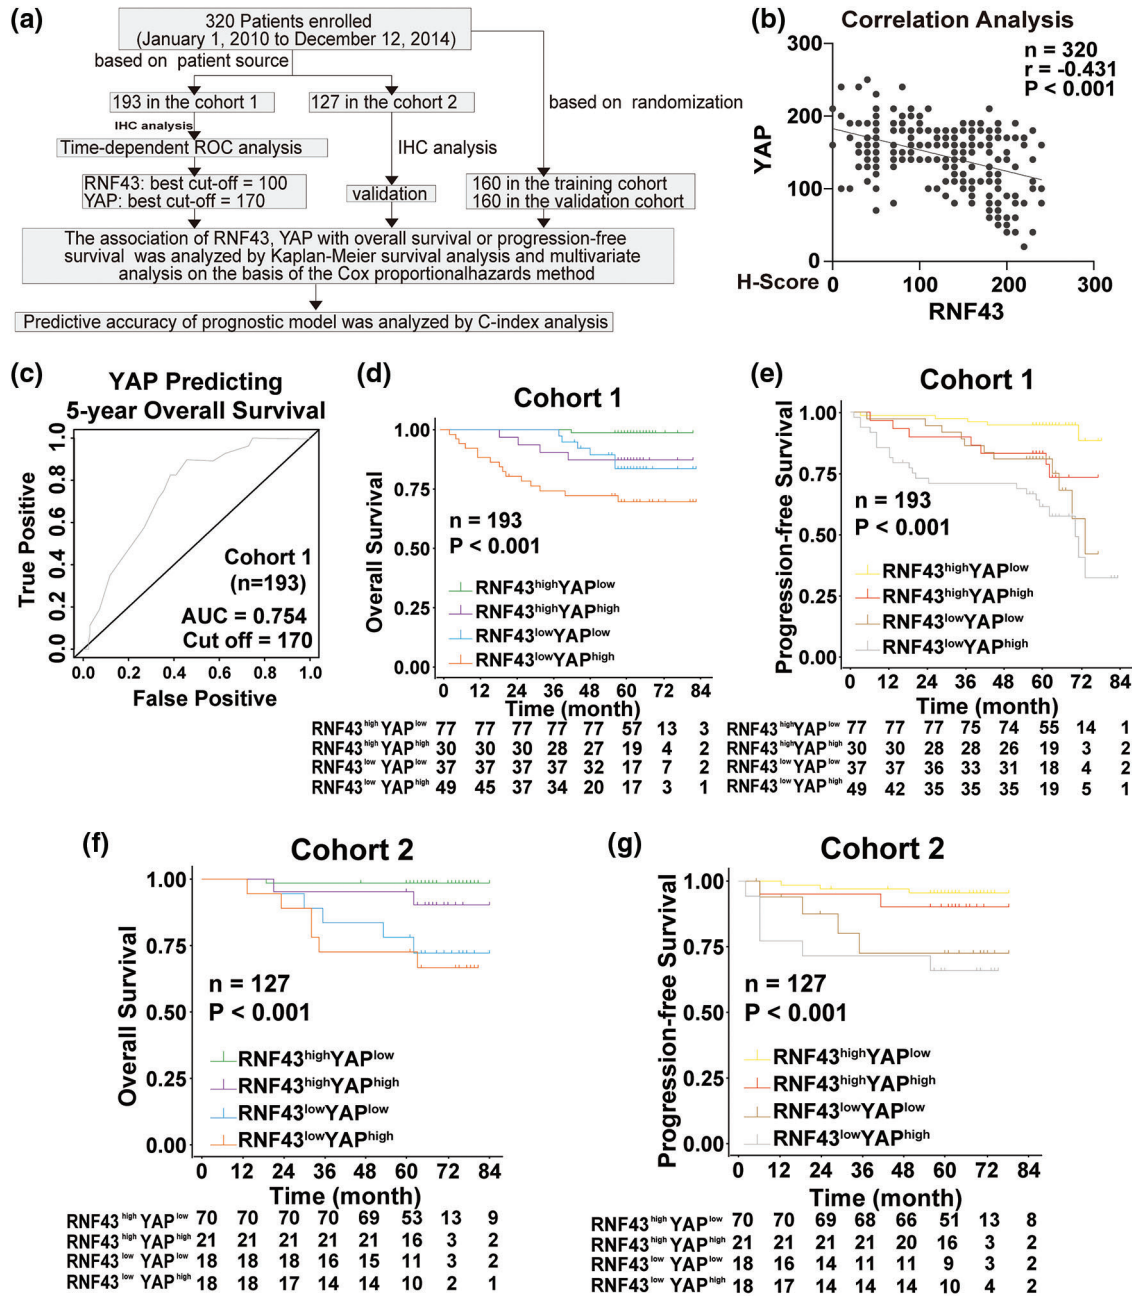 (a)
320 Patients enrolled
(January 1, 2010 to December 12, 2014)
based on patient source
193 in the cohort 1
127 in the cohort 2
based on randomization
IHC analysis
Time-dependent ROC analysis
IHC analysis
RNF43: best cut-off = 100
YAP: best cut-off = 170
validation
160 in the training cohort
160 in the validation cohort
The association of RNF43, YAP with overall survival or progression-free
survival was analyzed by Kaplan-Meier survival analysis and multivariate
analysis on the basis of the Cox proportionalhazards method
Predictive accuracy of prognostic model was analyzed by C-index analysis
(b)
Correlation Analysis
n = 320
r = -0.431
P < 0.001
YAP
300
200
100
0
H-Score
0 100 200 300
RNF43
(c)
YAP Predicting
5-year Overall Survival
True Positive
1.0
0.8
0.6
0.4
0.2
0.0
Cohort 1
(n=193)
AUC = 0.754
Cut off = 170
0.0 0.2 0.4 0.6 0.8 1.0
False Positive
(d)
Cohort 1
Overall Survival
1.00
0.75
0.50
0.25
0.00
n = 193
P < 0.001
RNF43highYAPlow
RNF43highYAPhigh
RNF43lowYAPlow
RNF43lowYAPhigh
0 12 24 36 48 60 72 84
Time (month)
RNF43high YAPlow 77 77 77 77 77 57 13 3
RNF43high YAPhigh 30 30 30 28 27 19 4 2
RNF43low YAPlow 37 37 37 37 32 17 7 2
RNF43low YAPhigh 49 45 37 34 20 17 3 1
(e)
Cohort 1
Progression-free Survival
1.00
0.75
0.50
0.25
0.00
n = 193
P < 0.001
RNF43highYAPlow
RNF43highYAPhigh
RNF43lowYAPlow
RNF43lowYAPhigh
0 12 24 36 48 60 72 84
Time (month)
RNF43highYAPlow 77 77 77 75 74 55 14 1
RNF43highYAPhigh 30 30 28 28 26 19 3 2
RNF43low YAPlow 37 37 36 33 31 18 4 2
RNF43low YAPhigh 49 42 35 35 35 19 5 1
(f)
Cohort 2
Overall Survival
1.00
0.75
0.50
0.25
0.00
n = 127
P < 0.001
RNF43highYAPlow
RNF43highYAPhigh
RNF43lowYAPlow
RNF43lowYAPhigh
0 12 24 36 48 60 72 84
Time (month)
RNF43high YAPlow 70 70 70 70 69 53 13 9
RNF43high YAPhigh 21 21 21 21 21 16 3 2
RNF43low YAPlow 18 18 18 16 15 11 3 2
RNF43low YAPhigh 18 18 17 14 14 10 2 1
(g)
Cohort 2
Progression-free Survival
1.00
0.75
0.50
0.25
0.00
n = 127
P < 0.001
RNF43highYAPlow
RNF43highYAPhigh
RNF43lowYAPlow
RNF43lowYAPhigh
0 12 24 36 48 60 72 84
Time (month)
RNF43high YAPlow 70 70 69 68 66 51 13 8
RNF43high YAPhigh 21 21 21 21 20 16 3 2
RNF43low YAPlow 18 16 14 11 11 9 3 2
RNF43low YAPhigh 18 17 14 14 14 10 4 2